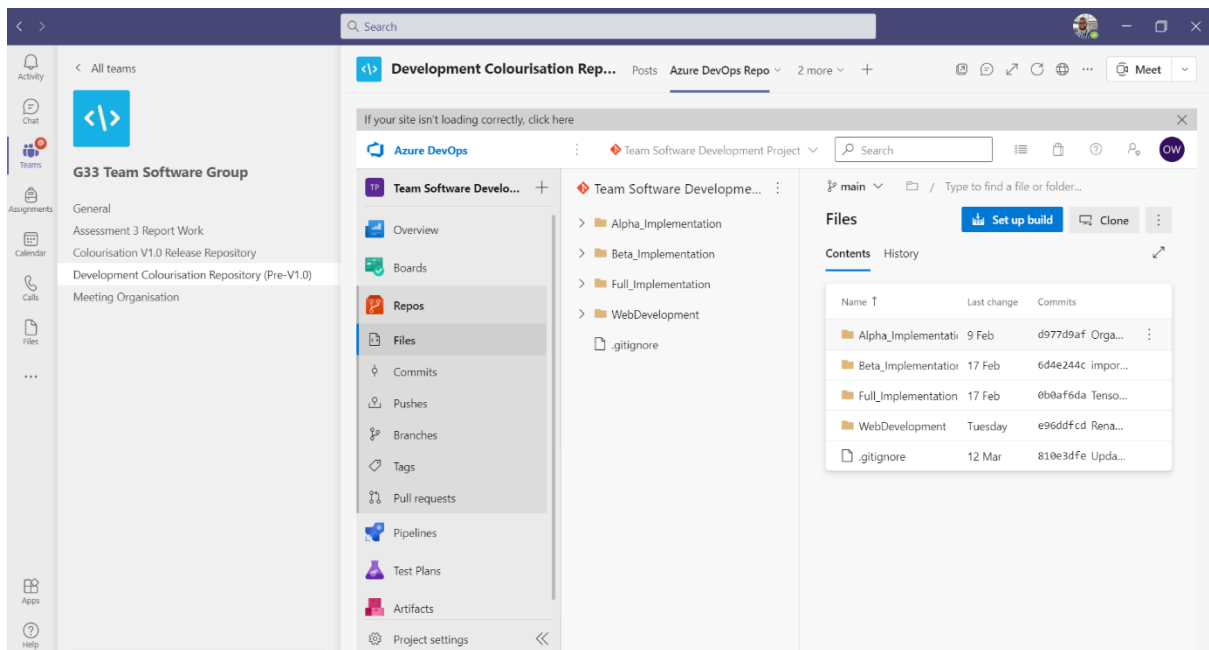 Search
Activity
Chat
Teams
Assignments
Calendar
Calls
Files
...
Apps
Help
All teams
G33 Team Software Group
General
Assessment 3 Report Work
Colourisation V1.0 Release Repository
Development Colourisation Repository (Pre-V1.0)
Meeting Organisation
Development Colourisation Rep... Posts Azure DevOps Repo 2 more
Meet
If your site isn't loading correctly, click here
Azure DevOps
Team Software Development Project
Search
OW
TP Team Software Develo...
Overview
Boards
Repos
Files
Commits
Pushes
Branches
Tags
Pull requests
Pipelines
Test Plans
Artifacts
Project settings
Team Software Developme...
Alpha_Implementation
Beta_Implementation
Full_Implementation
WebDevelopment
.gitignore
main / Type to find a file or folder...
Files
Set up build
Clone
Contents History
Name Last change Commits
Alpha_Implementati 9 Feb d977d9af Orga...
Beta_Implementatio 17 Feb 6d4e244c impor...
Full_Implementation 17 Feb 0b0af6da Tenso...
WebDevelopment Tuesday e96ddfcd Rena...
.gitignore 12 Mar 810e3dfe Upda...